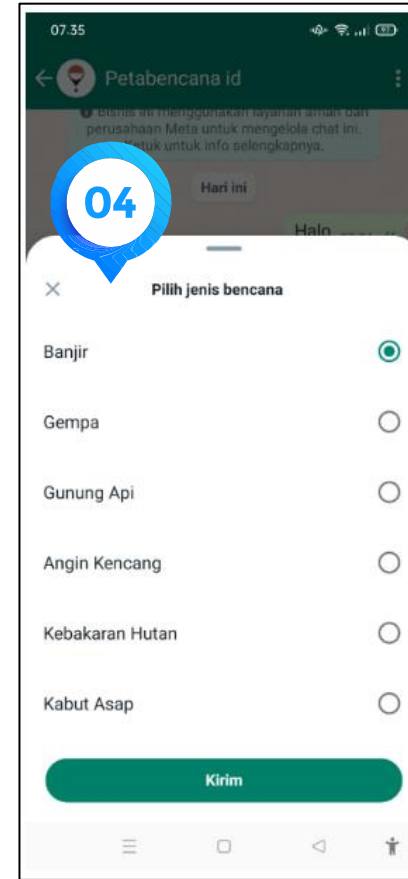 07.35
Petabencana id
Bisnis ini menggunakan layanan aman dari
perusahaan Meta untuk mengelola chat ini.
Ketuk untuk info selengkapnya.
Hari ini
04
Halo
Pilih jenis bencana
Banjir
Gempa
Gunung Api
Angin Kencang
Kebakaran Hutan
Kabut Asap
Kirim